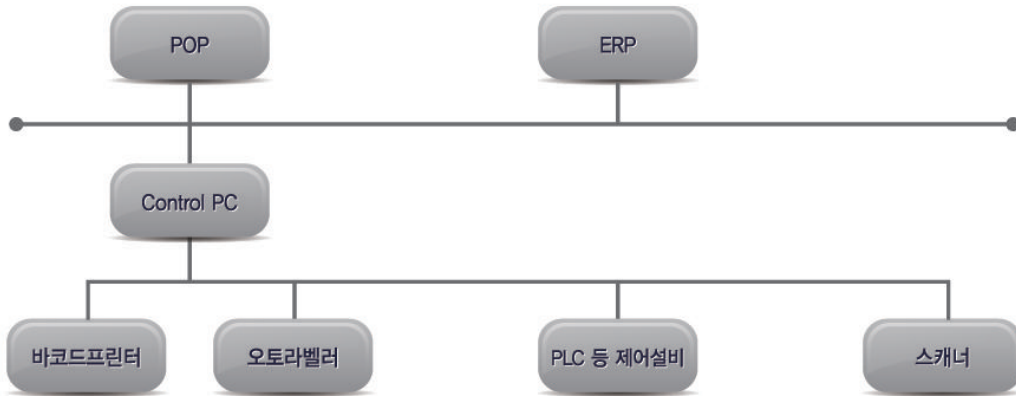 POP
ERP
Control PC
바코드프린터
오토라벨러
PLC 등 제어설비
스캐너